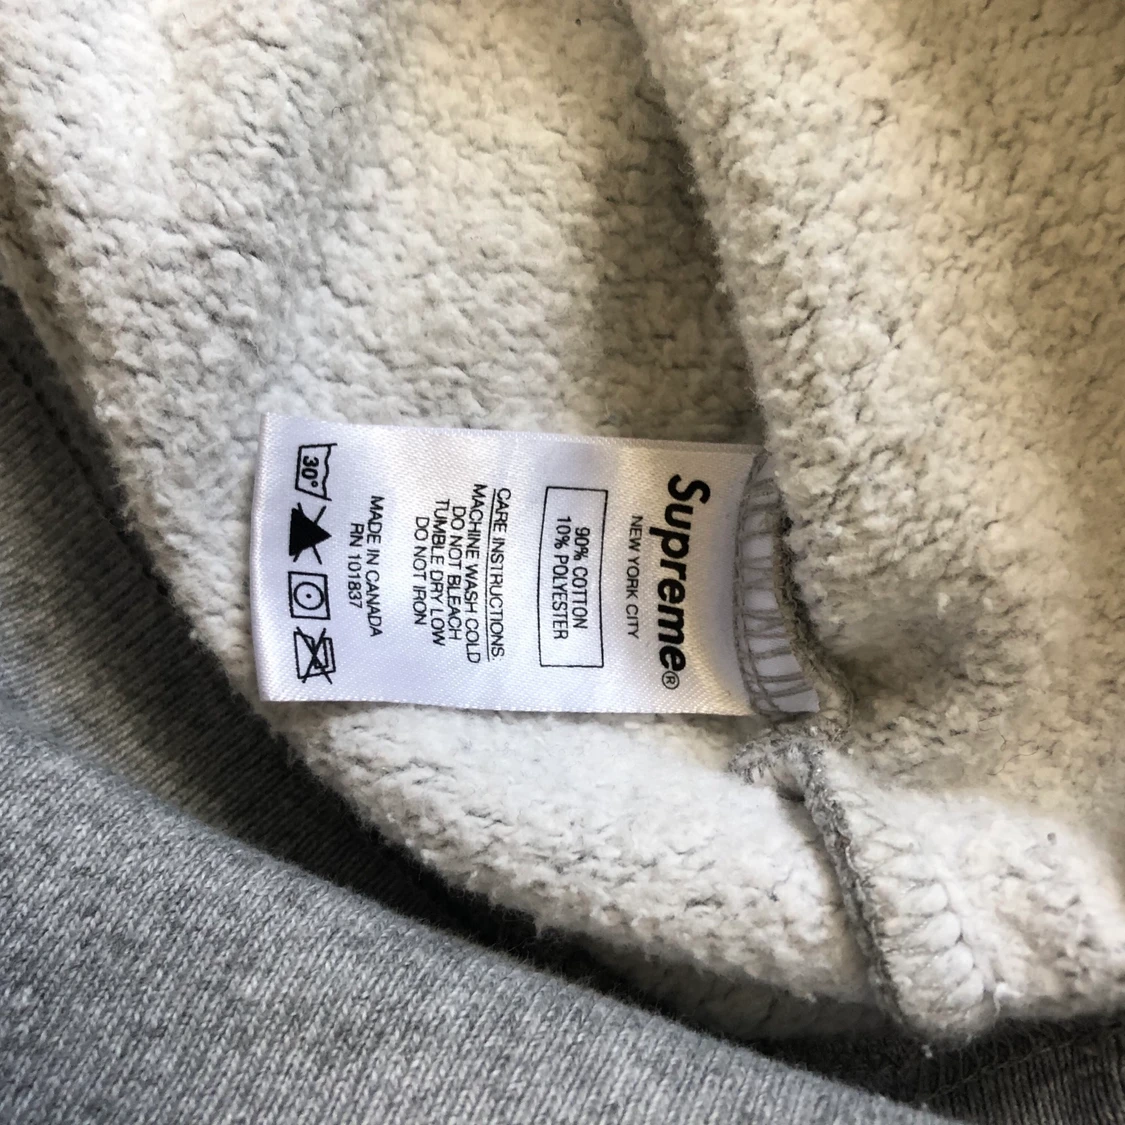 Supreme®
NEW YORK CITY
90% COTTON
10% POLYESTER
CARE INSTRUCTIONS:
MACHINE WASH COLD
DO NOT BLEACH
TUMBLE DRY LOW
DO NOT IRON
MADE IN CANADA
RN 101837
30°